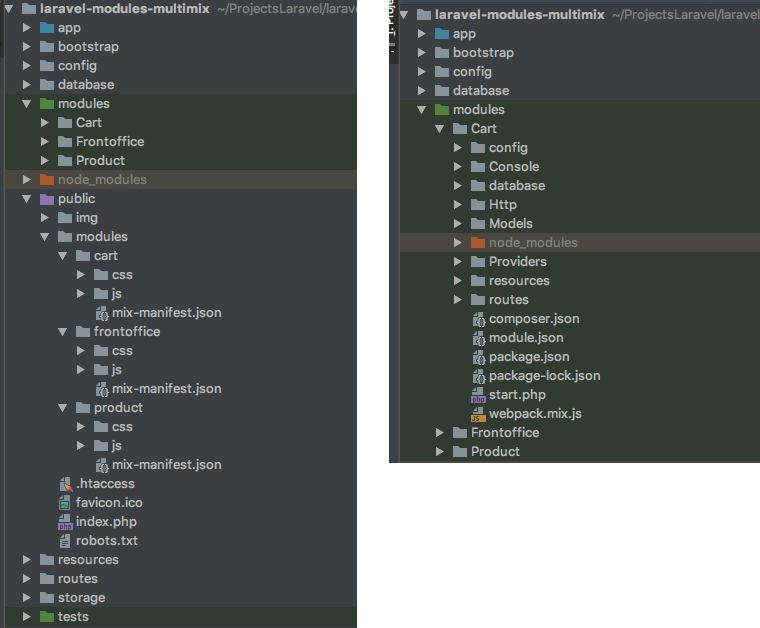 laravel-modules-multimix ~/ProjectsLaravel/larave
app
bootstrap
config
database
modules
Cart
Frontoffice
Product
node_modules
public
img
modules
cart
css
js
mix-manifest.json
frontoffice
css
js
mix-manifest.json
product
css
js
mix-manifest.json
.htaccess
favicon.ico
php
index.php
robots.txt
resources
routes
storage
tests
laravel-modules-multimix ~/ProjectsLaravel/laravel
app
bootstrap
config
database
modules
Cart
config
Console
database
Http
Models
node_modules
Providers
resources
routes
composer.json
module.json
package.json
package-lock.json
php
start.php
JS
webpack.mix.js
Frontoffice
Product